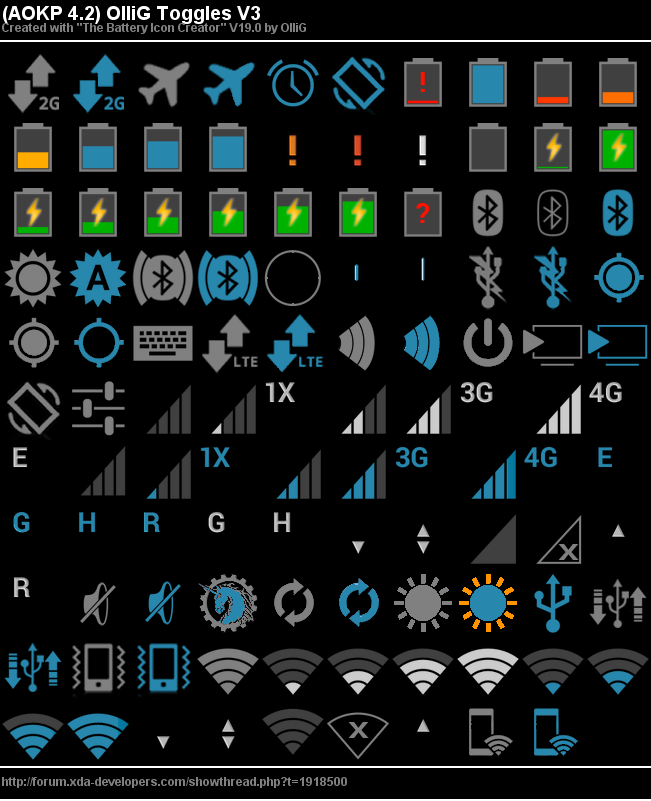 (AOKP 4.2) OlliG Toggles V3
Created with "The Battery Icon Creator" V19.0 by OlliG
2G 2G ! 
! ! !
?
A
LTE LTE
1X 3G 4G
E 1X 3G 4G E
G H R G H X
R
X
http://forum.xda-developers.com/showthread.php?t=1918500